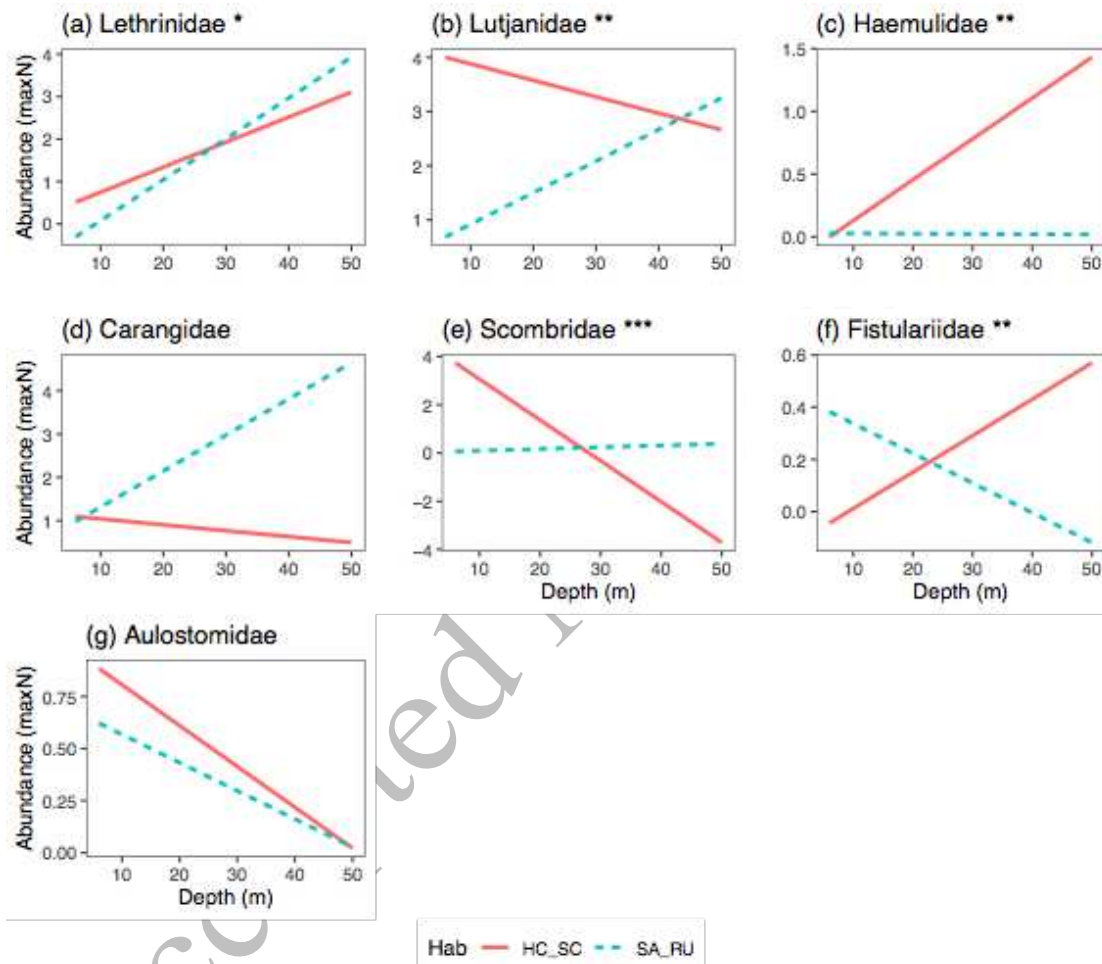 (a) Lethrinidae * (b) Lutjanidae ** (c) Haemulidae **
Abundance (maxN)
4
3
2
1
0
10 20 30 40 50
4
3
2
1
10 20 30 40 50
1.5
1.0
0.5
0.0
10 20 30 40 50
(d) Carangidae (e) Scombridae *** (f) Fistulariidae **
Abundance (maxN)
4
3
2
1
10 20 30 40 50
4
2
0
−2
−4
10 20 30 40 50
Depth (m)
0.6
0.4
0.2
0.0
10 20 30 40 50
Depth (m)
(g) Aulostomidae
Abundance (maxN)
0.75
0.50
0.25
0.00
10 20 30 40 50
Depth (m)
Hab HC_SC SA_RU